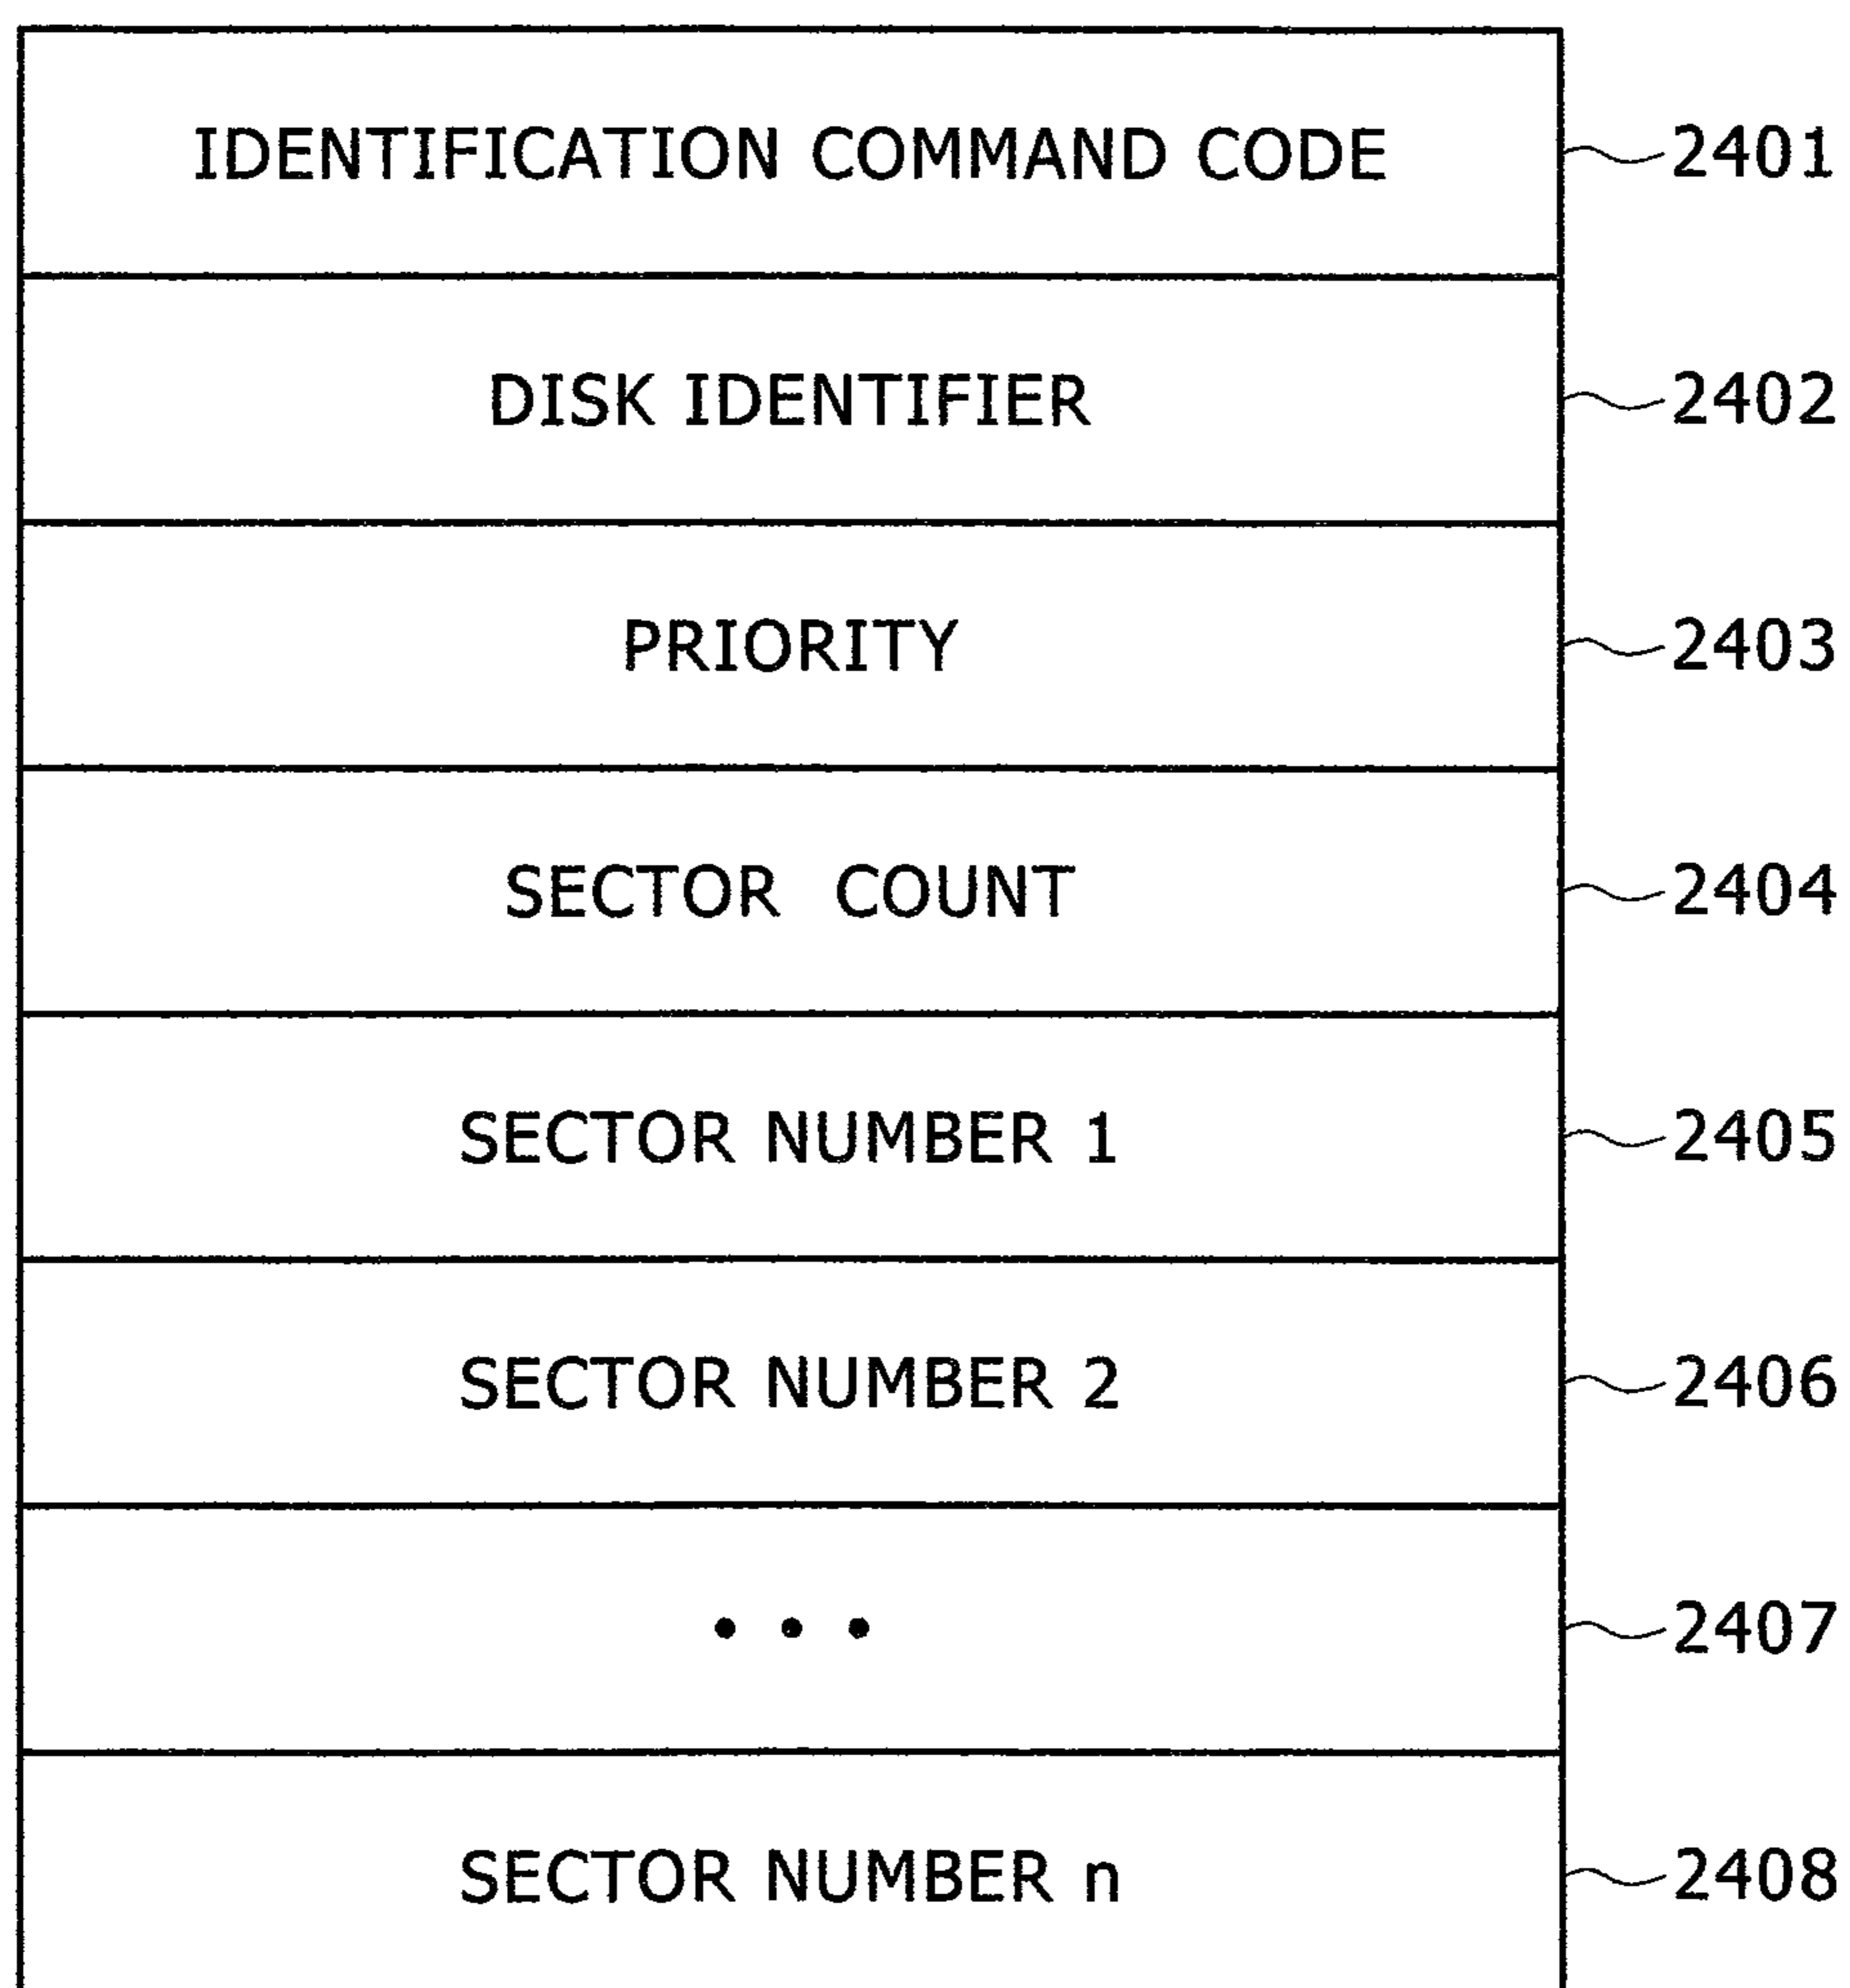 IDENTIFICATION COMMAND CODE 2401
DISK IDENTIFIER 2402
PRIORITY 2403
SECTOR COUNT 2404
SECTOR NUMBER 1 2405
SECTOR NUMBER 2 2406
• • • 2407
SECTOR NUMBER n 2408